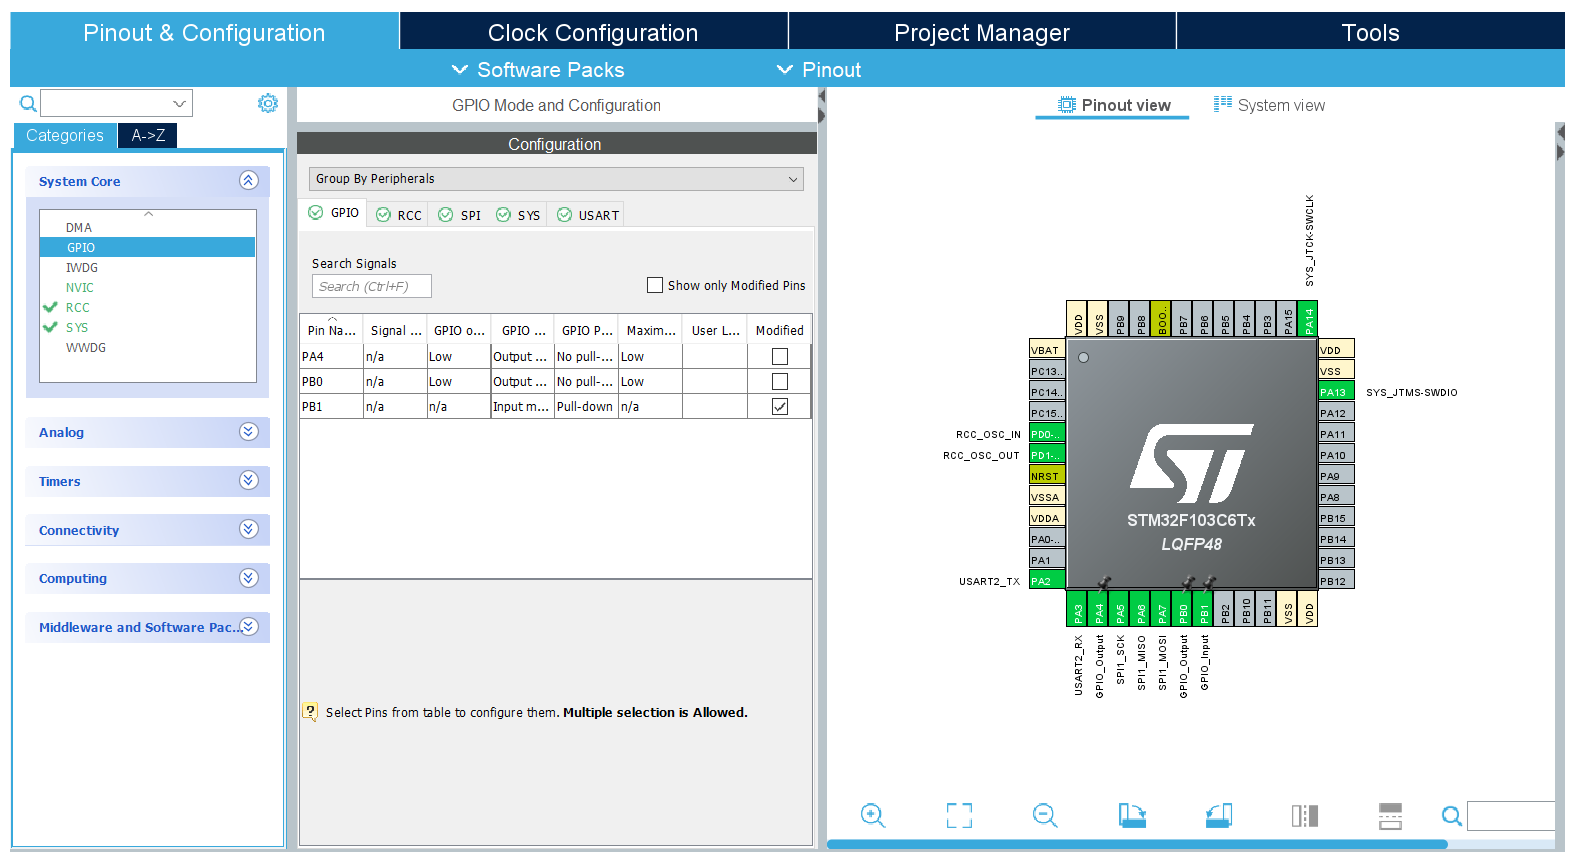 Pinout & Configuration
Clock Configuration
Project Manager
Tools
Software Packs
Pinout
Categories
A->Z
System Core
DMA
GPIO
IWDG
NVIC
RCC
SYS
WWDG
Analog
Timers
Connectivity
Computing
Middleware and Software Pac...
GPIO Mode and Configuration
Configuration
Group By Peripherals
GPIO RCC SPI SYS USART
Search Signals
Search (Ctrl+F)
Show only Modified Pins
Pin Na... Signal ... GPIO o... GPIO ... GPIO P... Maxim... User L... Modified
PA4 n/a Low Output ... No pull-... Low
PB0 n/a Low Output ... No pull-... Low
PB1 n/a n/a Input m... Pull-down n/a
Select Pins from table to configure them. Multiple selection is Allowed.
Pinout view
System view
SYS_JTCK-SWCLK
VDD VSS PB9 PB8 BOO.. PB7 PB6 PB5 PB4 PB3 PA15 PA14
VBAT
PC13..
PC14..
PC15..
RCC_OSC_IN PD0-..
RCC_OSC_OUT PD1-..
NRST
VSSA
VDDA
PA0-..
PA1
USART2_TX PA2
STM32F103C6Tx
LQFP48
VDD
VSS
PA13 SYS_JTMS-SWDIO
PA12
PA11
PA10
PA9
PA8
PB15
PB14
PB13
PB12
PA3 PA4 PA5 PA6 PA7 PB0 PB1 PB2 PB10 PB11 VSS VDD
USART2_RX
GPIO_Output
SPI1_SCK
SPI1_MISO
SPI1_MOSI
GPIO_Output
GPIO_Input